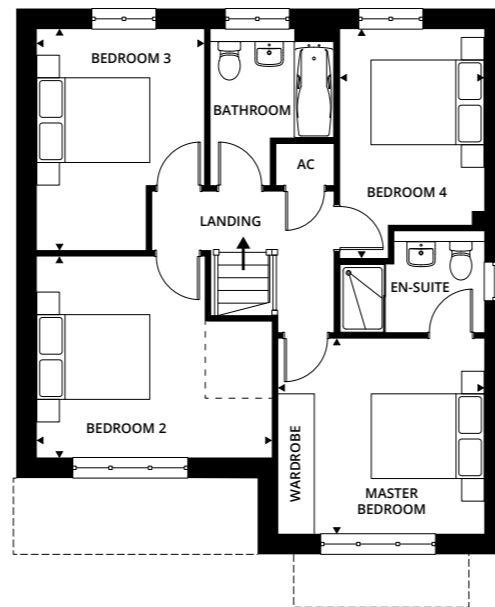 BEDROOM 3
BATHROOM
AC
BEDROOM 4
LANDING
EN-SUITE
BEDROOM 2
WARDROBE
MASTER
BEDROOM